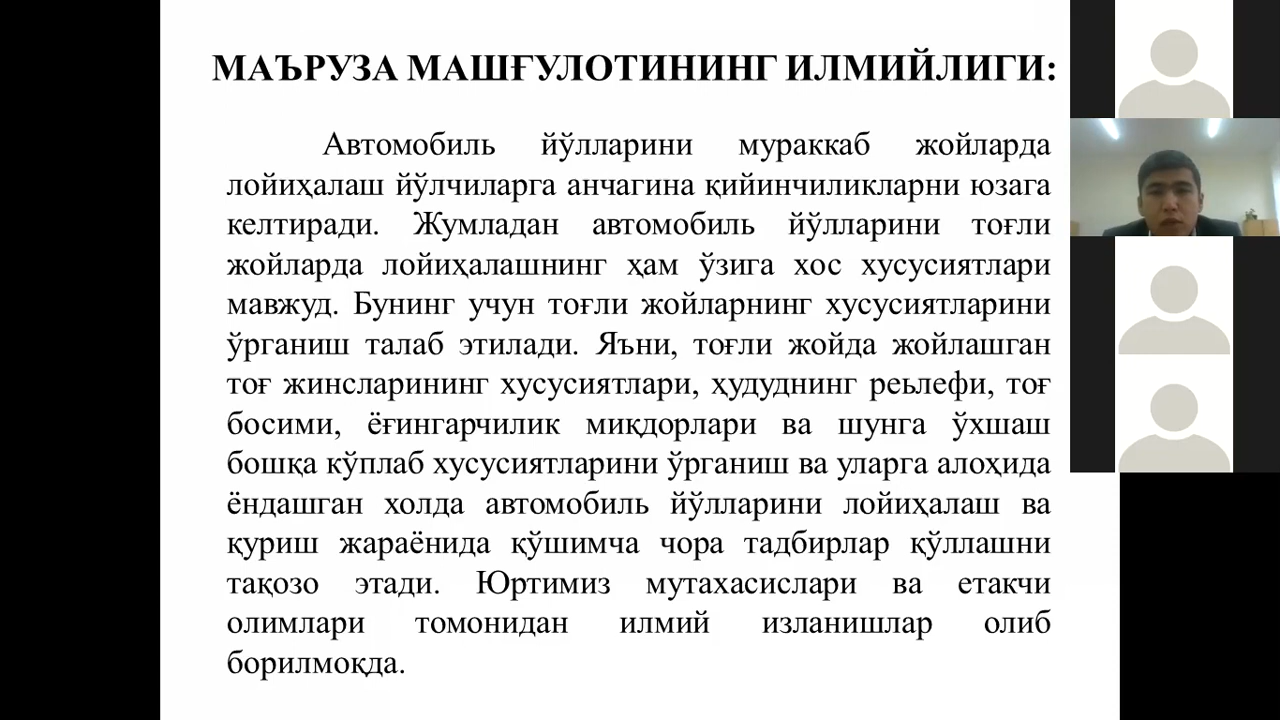 МАЪРУЗА МАШҒУЛОТИНИНГ ИЛМИЙЛИГИ:
Автомобиль йўлларини мураккаб жойларда
лойиҳалаш йўлчиларга анчагина қийинчиликларни юзага
келтиради. Жумладан автомобиль йўлларини тоғли
жойларда лойиҳалашнинг ҳам ўзига хос хусусиятлари
мавжуд. Бунинг учун тоғли жойларнинг хусусиятларини
ўрганиш талаб этилади. Яъни, тоғли жойда жойлашган
тоғ жинсларининг хусусиятлари, ҳудуднинг реьлефи, тоғ
босими, ёғингарчилик миқдорлари ва шунга ўхшаш
бошқа кўплаб хусусиятларини ўрганиш ва уларга алоҳида
ёндашган холда автомобиль йўлларини лойиҳалаш ва
қуриш жараёнида қўшимча чора тадбирлар қўллашни
тақозо этади. Юртимиз мутахасислари ва етакчи
олимлари томонидан илмий изланишлар олиб
борилмоқда.